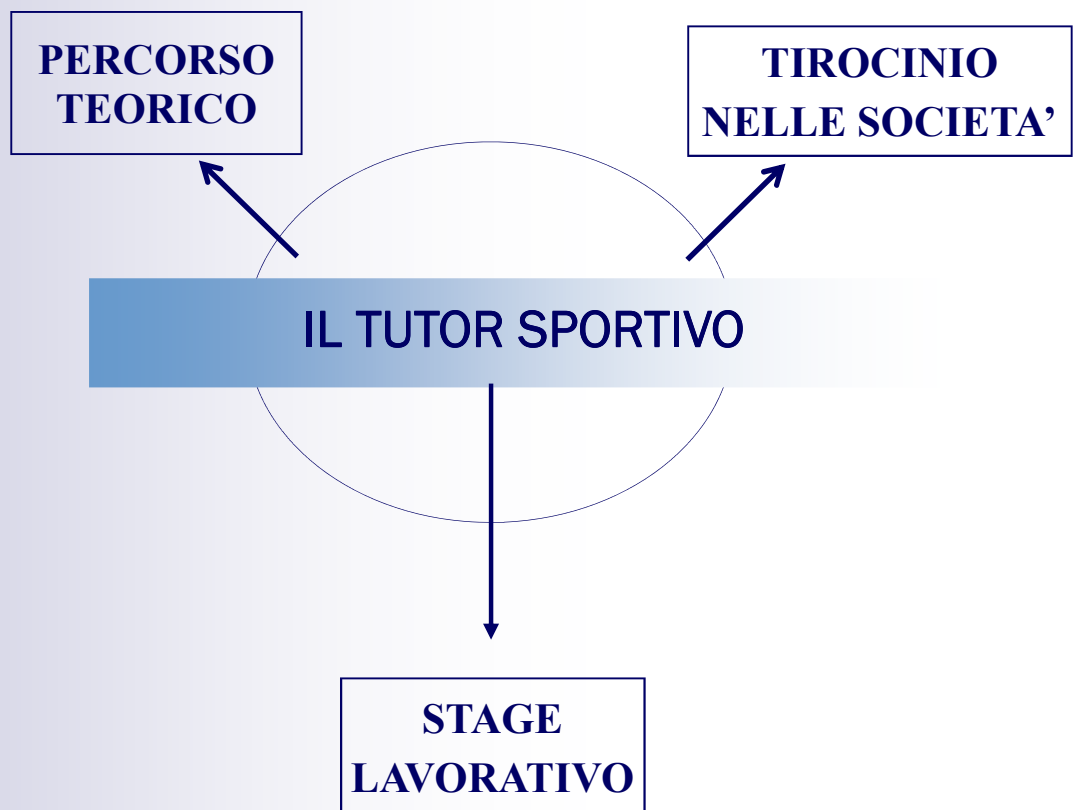 PERCORSO
TEORICO
TIROCINIO
NELLE SOCIETA’
IL TUTOR SPORTIVO
STAGE
LAVORATIVO